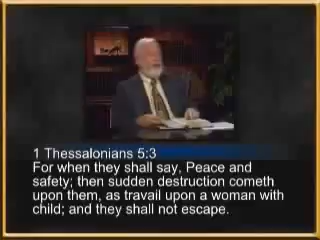 1 Thessalonians 5:3
For when they shall say, Peace and
safety; then sudden destruction cometh
upon them, as travail upon a woman with
child; and they shall not escape.